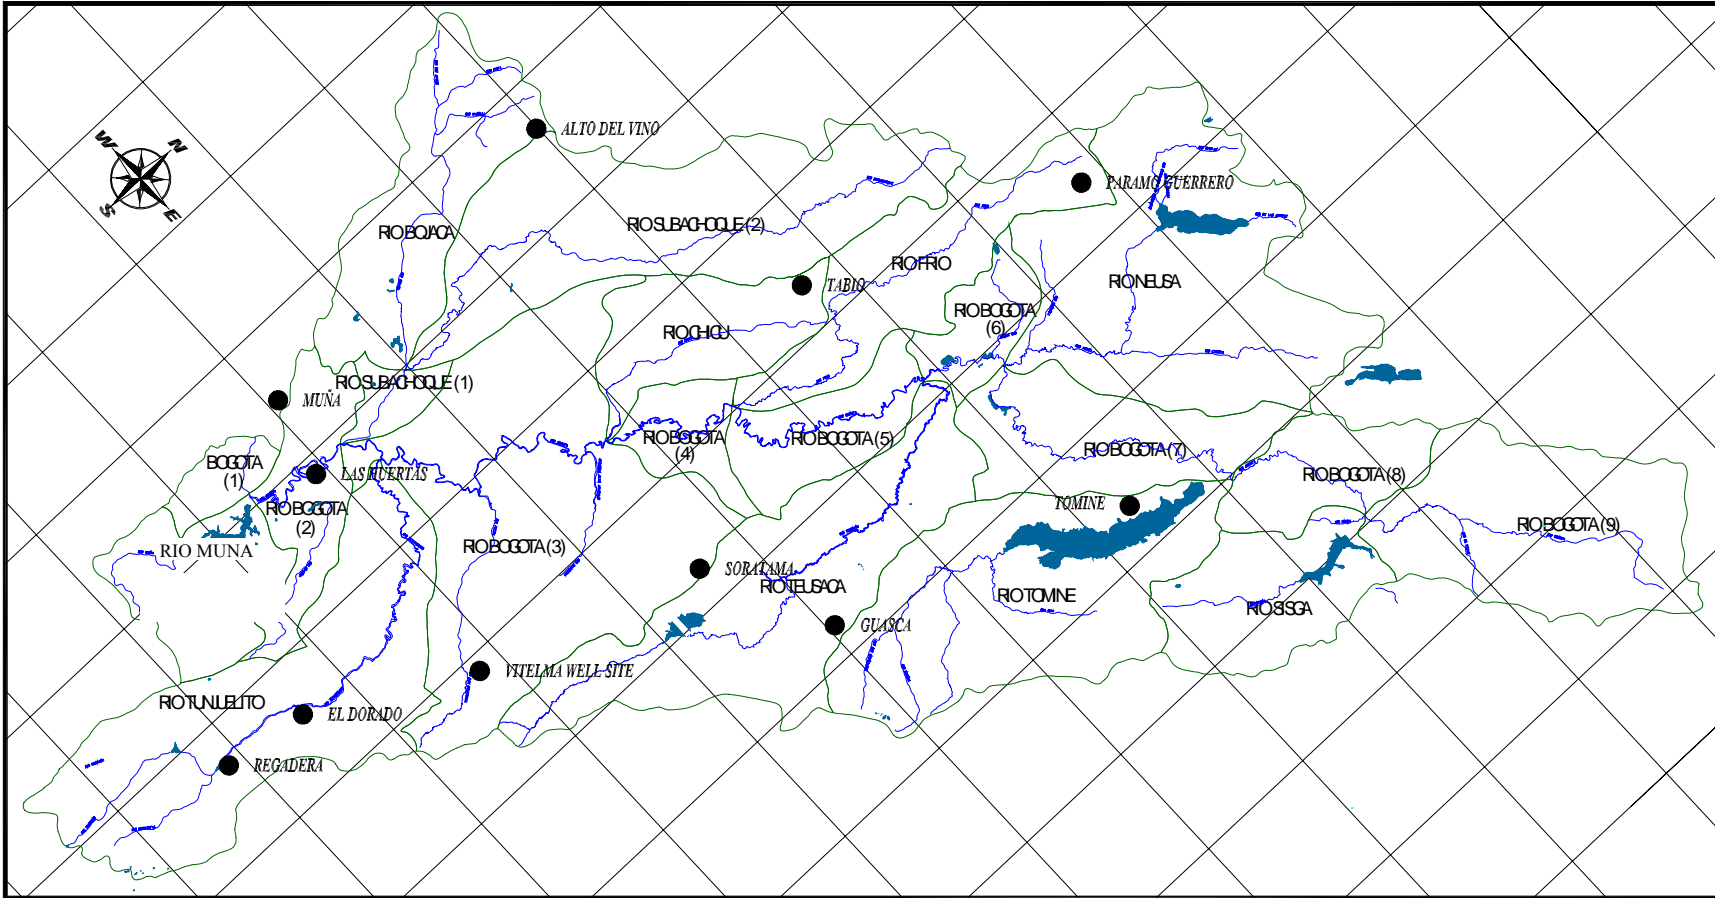 N
W
E
S
ALTO DEL VINO
PARAMO GUERRERO
RIO BOJACA
RIO SUBACHOQUE (2)
RIO FRIO
RIO NEUSA
TABIO
RIO BOGOTA
(6)
RIO CHICU
RIO SUBACHOQUE (1)
MUÑA
RIO BOGOTA
(4)
RIO BOGOTA (5)
RIO BOGOTA (7)
BOGOTA
(1)
LAS HUERTAS
RIO BOGOTA (8)
RIO BOGOTA
(2)
TOMINE
RIO BOGOTA (9)
RIO MUNA
RIO BOGOTA (3)
SORATAMA
RIO TEUSACA
RIO TOMINE
RIO SISGA
GUASCA
VITELMA WELL SITE
RIO TUNJUELITO
EL DORADO
REGADERA